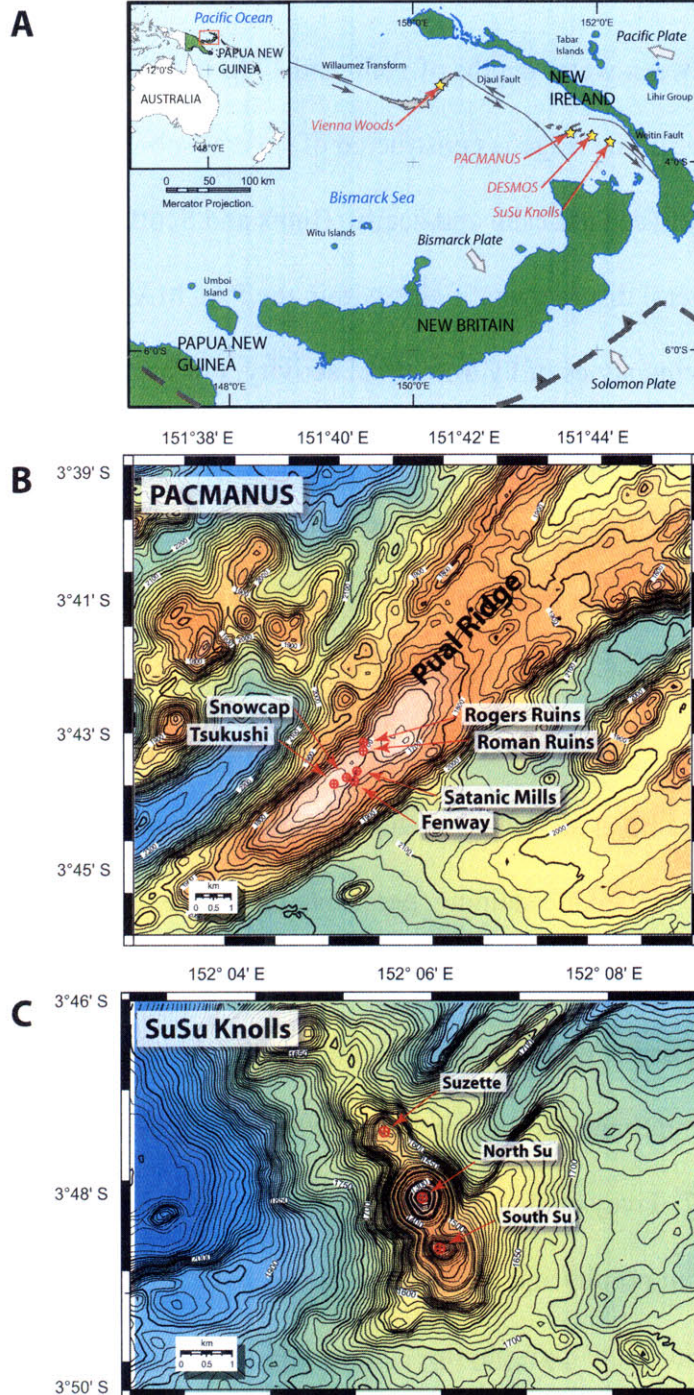 A
Pacific Ocean
PAPUA NEW
GUINEA
12°0'S
AUSTRALIA
148°0'E
0 50 100 km
Mercator Projection.
150°0'E
152°0'E
Pacific Plate
Willaumez Transform
Djaul Fault
Tabar
Islands
NEW
IRELAND
Lihir Group
Vienna Woods
Weitin Fault
PACMANUS
4°0'S
DESMOS
SuSu Knolls
Bismarck Sea
Witu Islands
Bismarck Plate
Umboi
Island
NEW BRITAIN
PAPUA NEW
GUINEA
6°0'S
148°0'E
150°0'E
6°0'S
Solomon Plate
151°38' E
151°40' E
151°42' E
151°44' E
B
3°39' S
PACMANUS
3°41' S
Pual Ridge
3°43' S
Snowcap
Tsukushi
Rogers Ruins
Roman Ruins
Satanic Mills
Fenway
3°45' S
km
0 0.5 1
152°04' E
152°06' E
152°08' E
3°46' S
C
SuSu Knolls
Suzette
North Su
3°48' S
South Su
km
0 0.5 1
1700
3°50' S